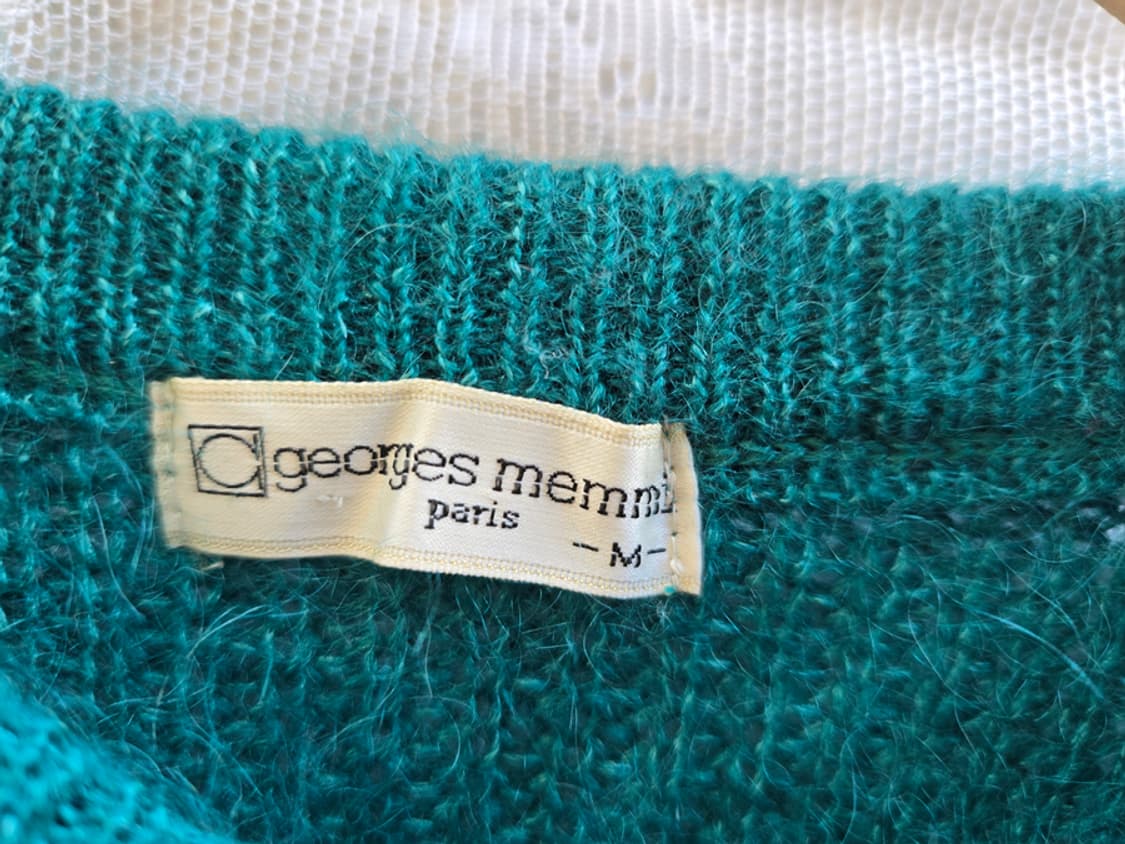 georges memmi
paris
- M -